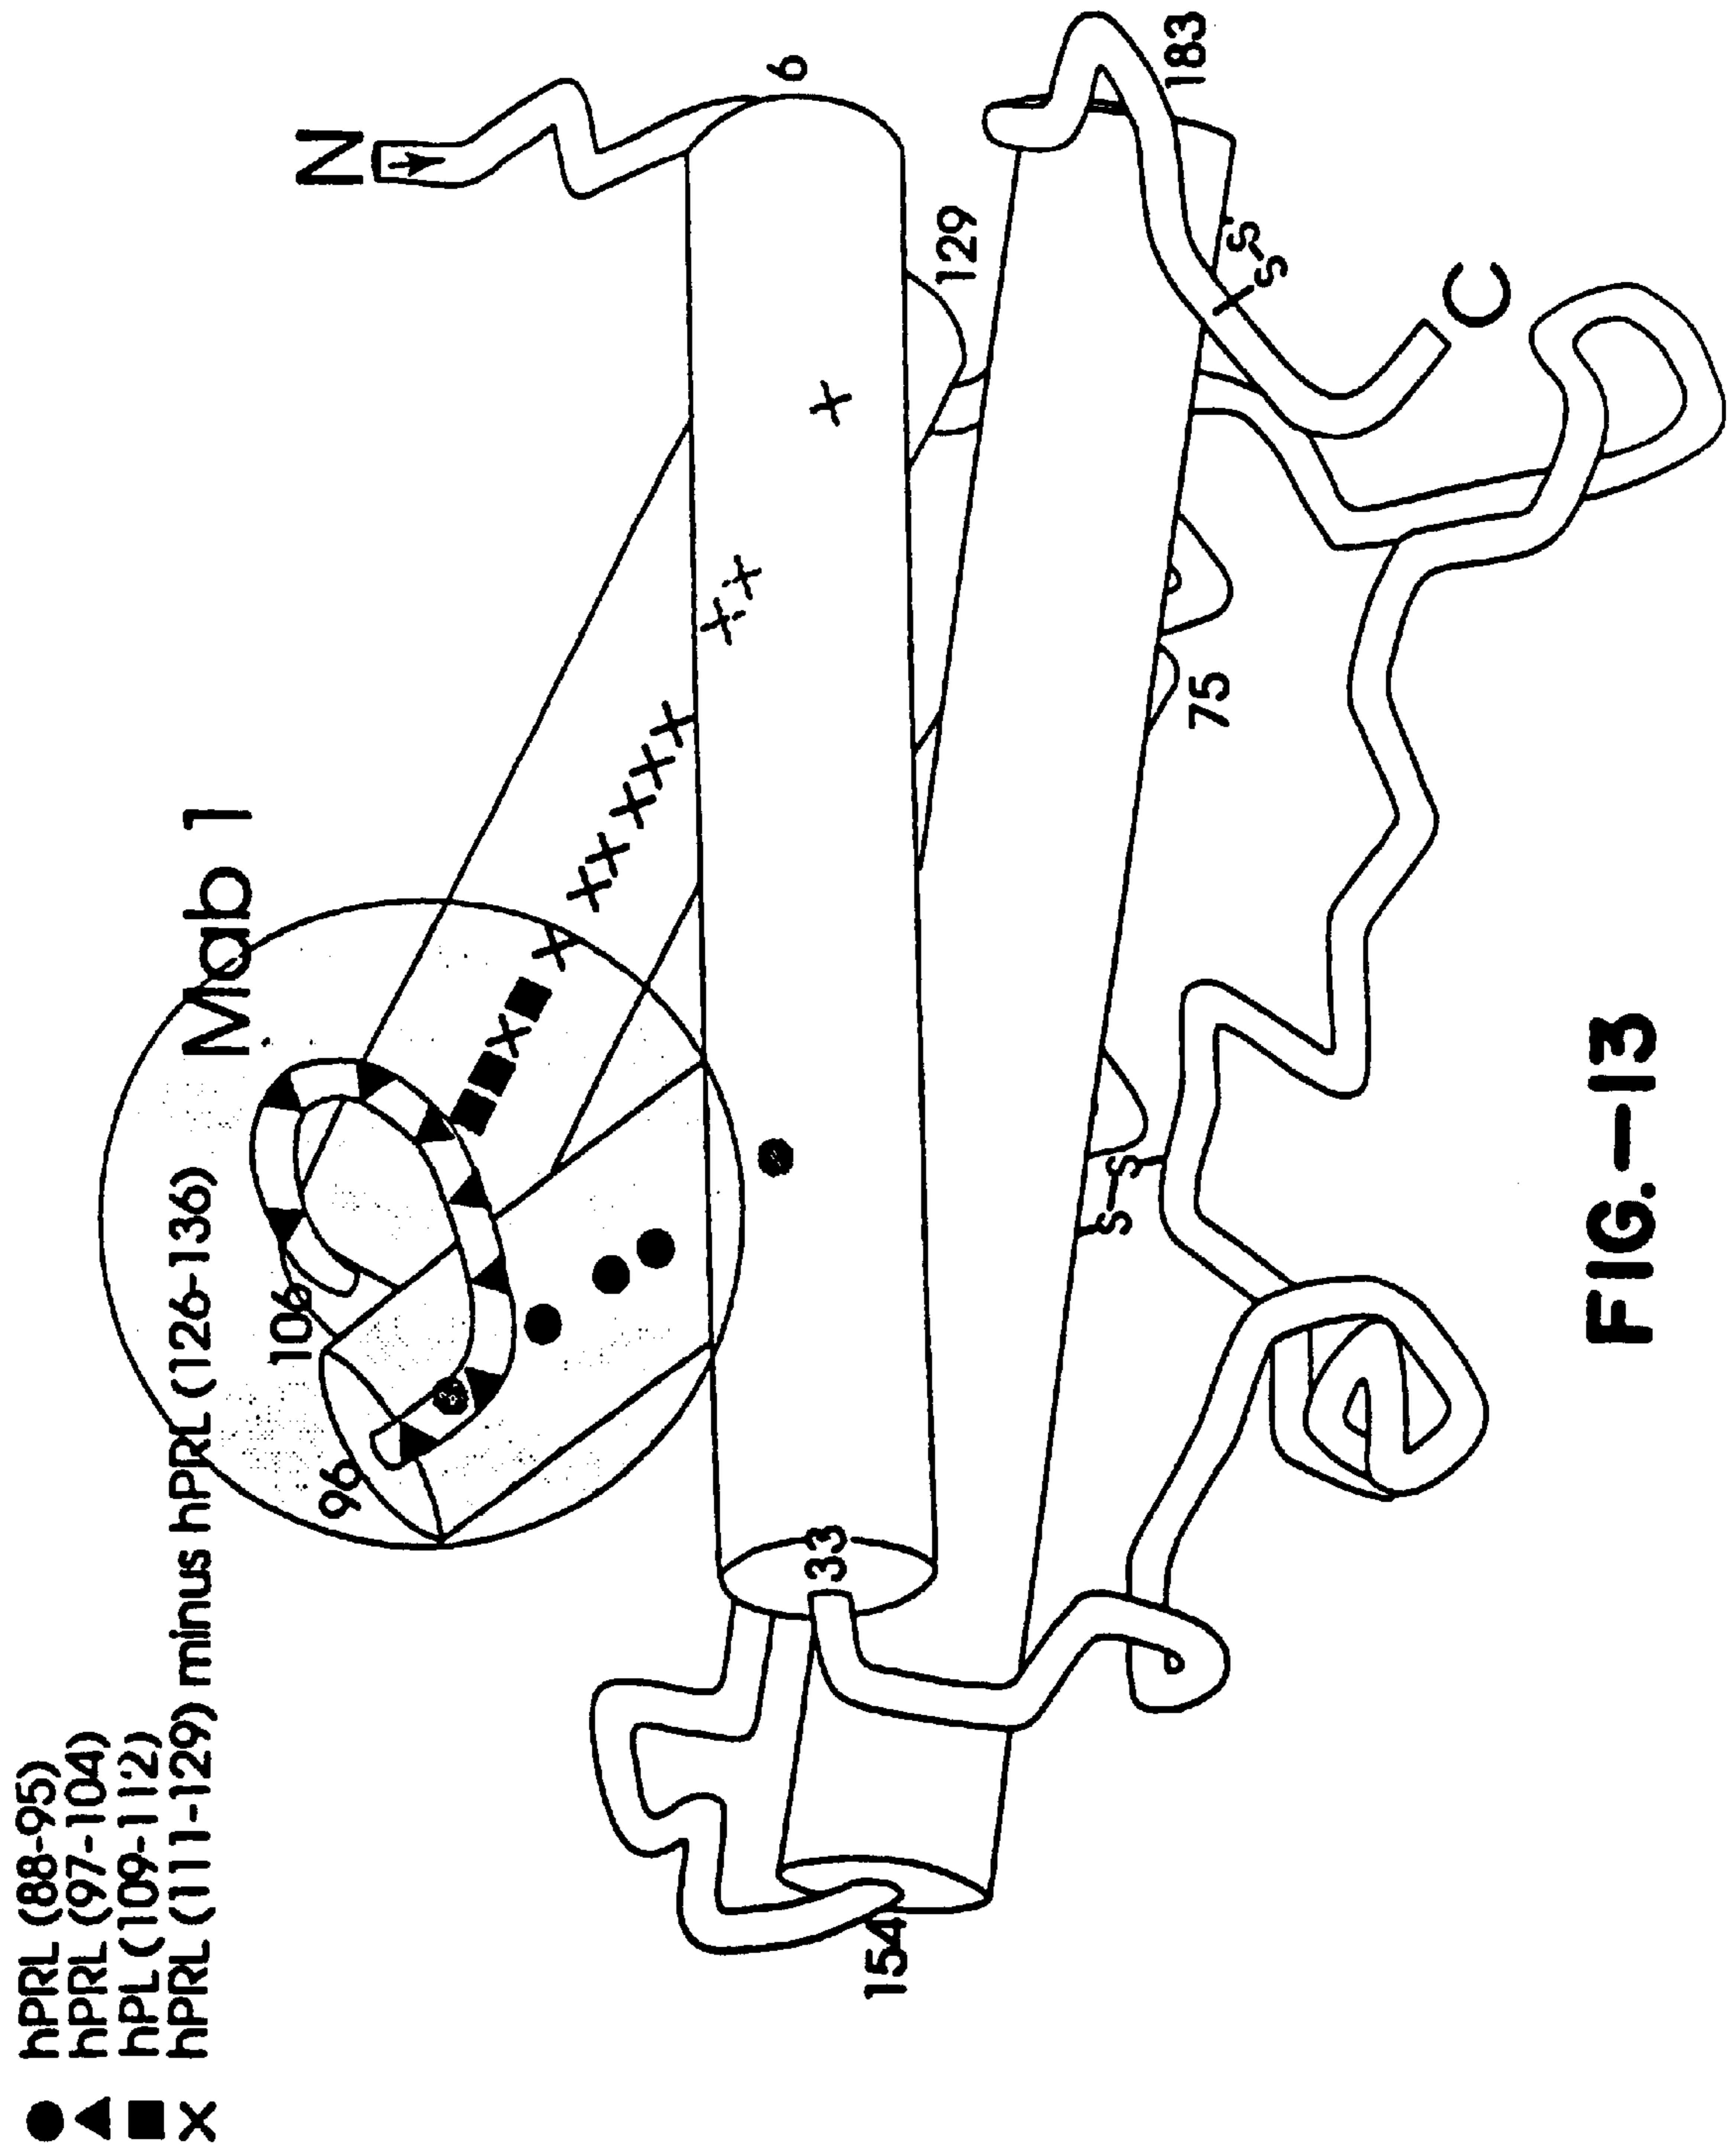 ● hPRL (88-95)
▲ hPRL (97-104)
■ hPL (109-112)
x hPRL (111-129) minus hPRL (126-136)
Mab 1
N
106
96
6
33
154
129
183
S-S
C
75
S-S
FIG.-13